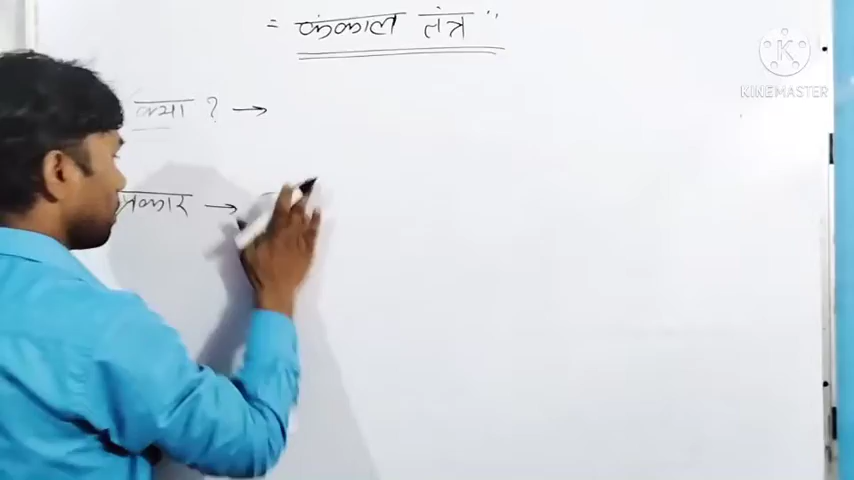 = कंकाल तंत्र "
K
KINEMASTER
क्या ? →
प्रकार →